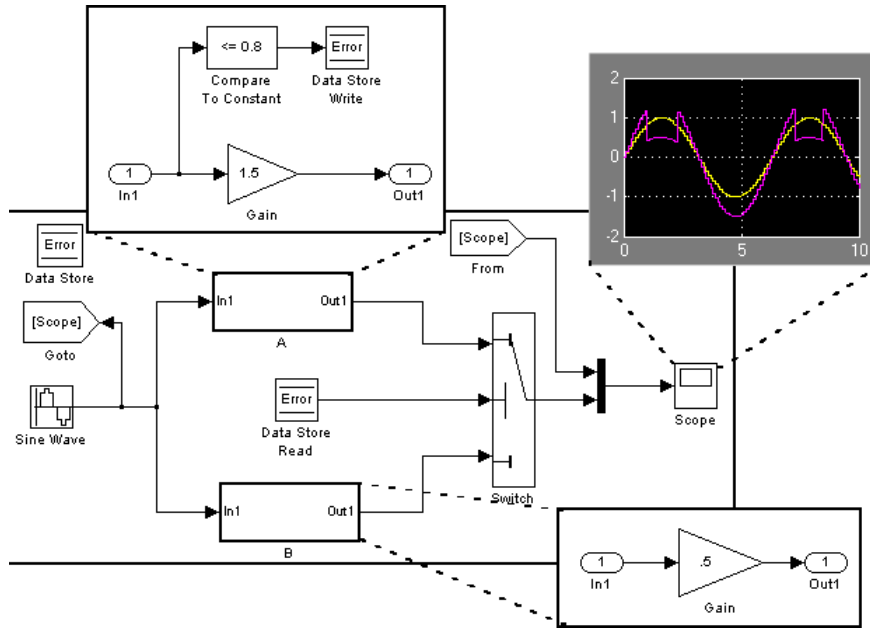 <= 0.8
Error
Compare
To Constant
Data Store
Write
1
In1
1.5
Gain
1
Out1
2
1
0
-1
-2
0
5
10
Error
Data Store
[Scope]
From
[Scope]
Goto
In1
Out1
A
Sine Wave
Error
Data Store
Read
Switch
Scope
In1
Out1
B
1
In1
.5
Gain
1
Out1